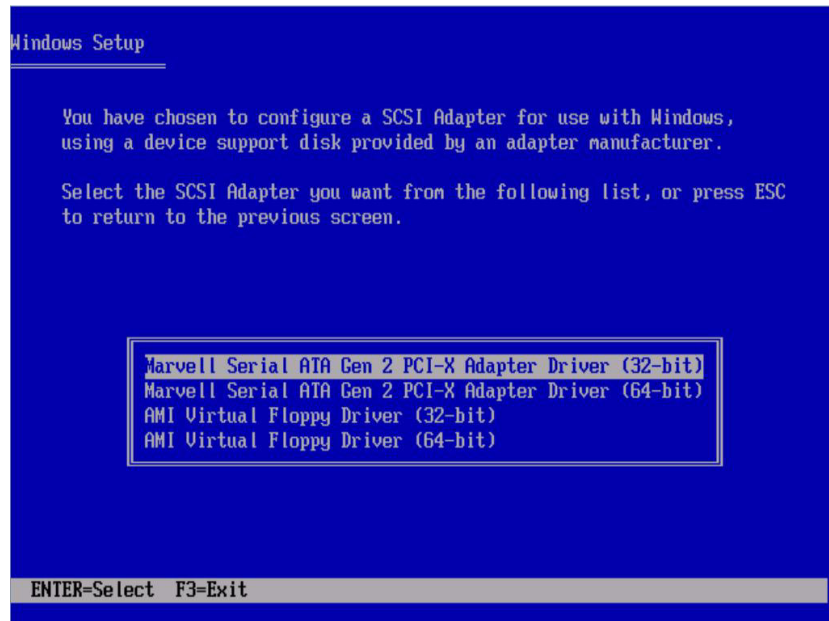 Windows Setup
You have chosen to configure a SCSI Adapter for use with Windows,
using a device support disk provided by an adapter manufacturer.
Select the SCSI Adapter you want from the following list, or press ESC
to return to the previous screen.
Marvell Serial ATA Gen 2 PCI-X Adapter Driver (32-bit)
Marvell Serial ATA Gen 2 PCI-X Adapter Driver (64-bit)
AMI Virtual Floppy Driver (32-bit)
AMI Virtual Floppy Driver (64-bit)
ENTER=Select  F3=Exit